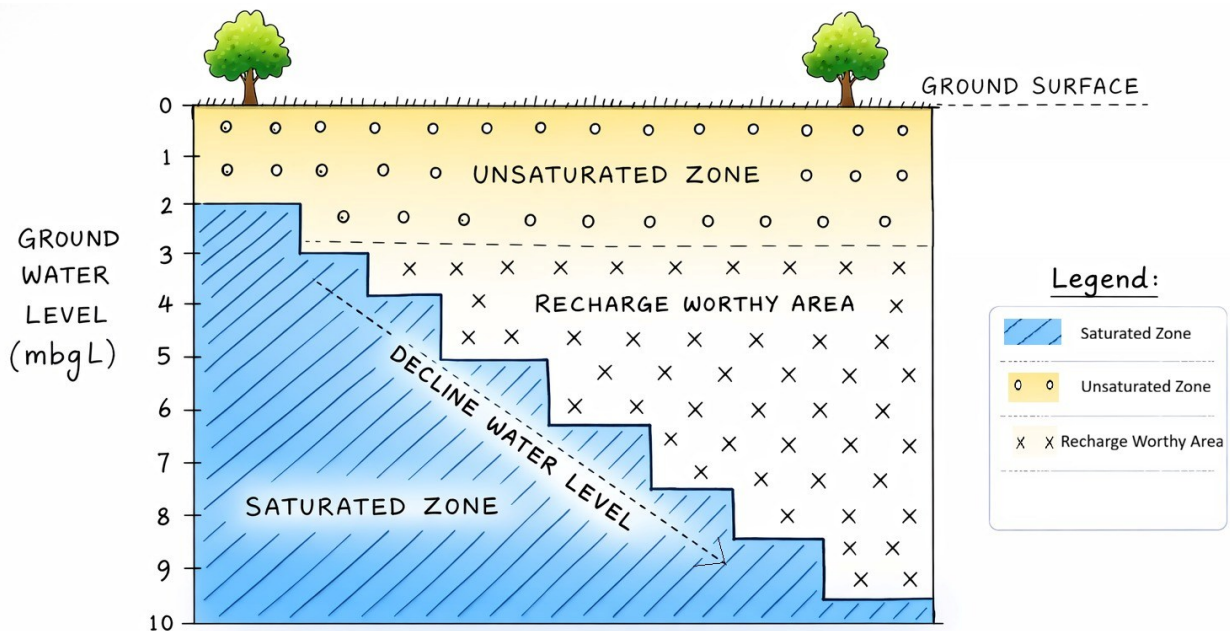 GROUND SURFACE
0
1
2
3
4
5
6
7
8
9
10
GROUND
WATER
LEVEL
(mbgL)
UNSATURATED ZONE
RECHARGE WORTHY AREA
DECLINE WATER LEVEL
SATURATED ZONE
Legend:
Saturated Zone
Unsaturated Zone
Recharge Worthy Area